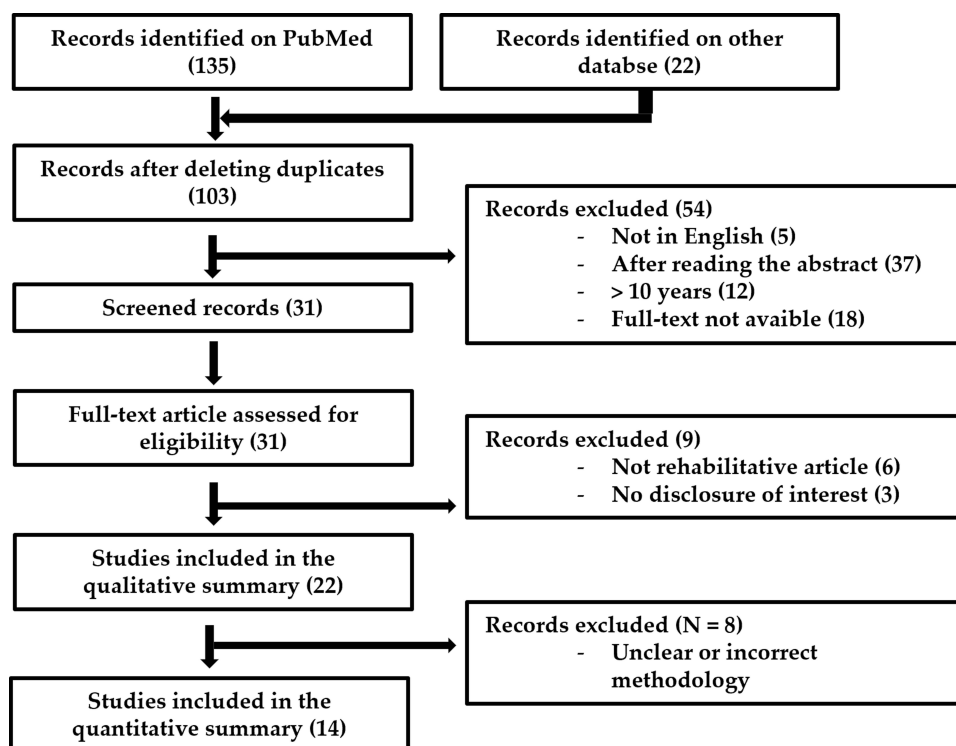 Records identified on PubMed
(135)
Records identified on other
databse (22)
Records after deleting duplicates
(103)
Records excluded (54)
- Not in English (5)
- After reading the abstract (37)
- > 10 years (12)
- Full-text not avaible (18)
Screened records (31)
Full-text article assessed for
eligibility (31)
Records excluded (9)
- Not rehabilitative article (6)
- No disclosure of interest (3)
Studies included in the
qualitative summary (22)
Records excluded (N = 8)
- Unclear or incorrect
methodology
Studies included in the
quantitative summary (14)